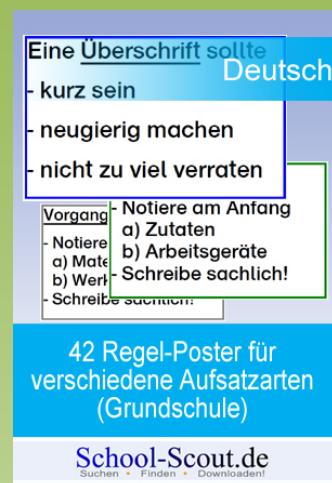 Eine Überschrift sollte
Deutsch
- kurz sein
- neugierig machen
- nicht zu viel verraten
- Notiere am Anfang
a) Zutaten
b) Arbeitsgeräte
- Schreibe sachlich!
Vorgang
- Notiere
a) Mate
b) Werk
- Schreibe sachlich!
42 Regel-Poster für
verschiedene Aufsatzarten
(Grundschule)
School-Scout.de
Suchen • Finden • Downloaden!